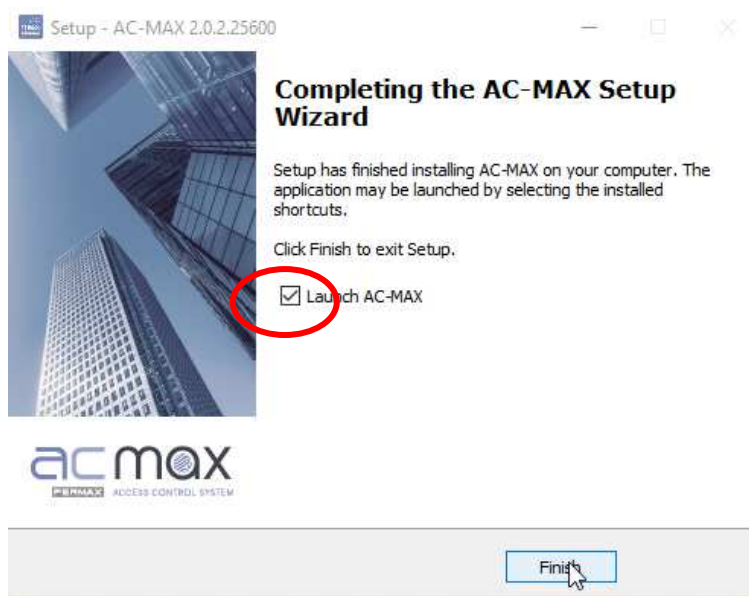 Setup - AC-MAX 2.0.2.25600
Completing the AC-MAX Setup
Wizard
Setup has finished installing AC-MAX on your computer. The
application may be launched by selecting the installed
shortcuts.
Click Finish to exit Setup.
Launch AC-MAX
acmax
FERMAX ACCESS CONTROL SYSTEM
Finish